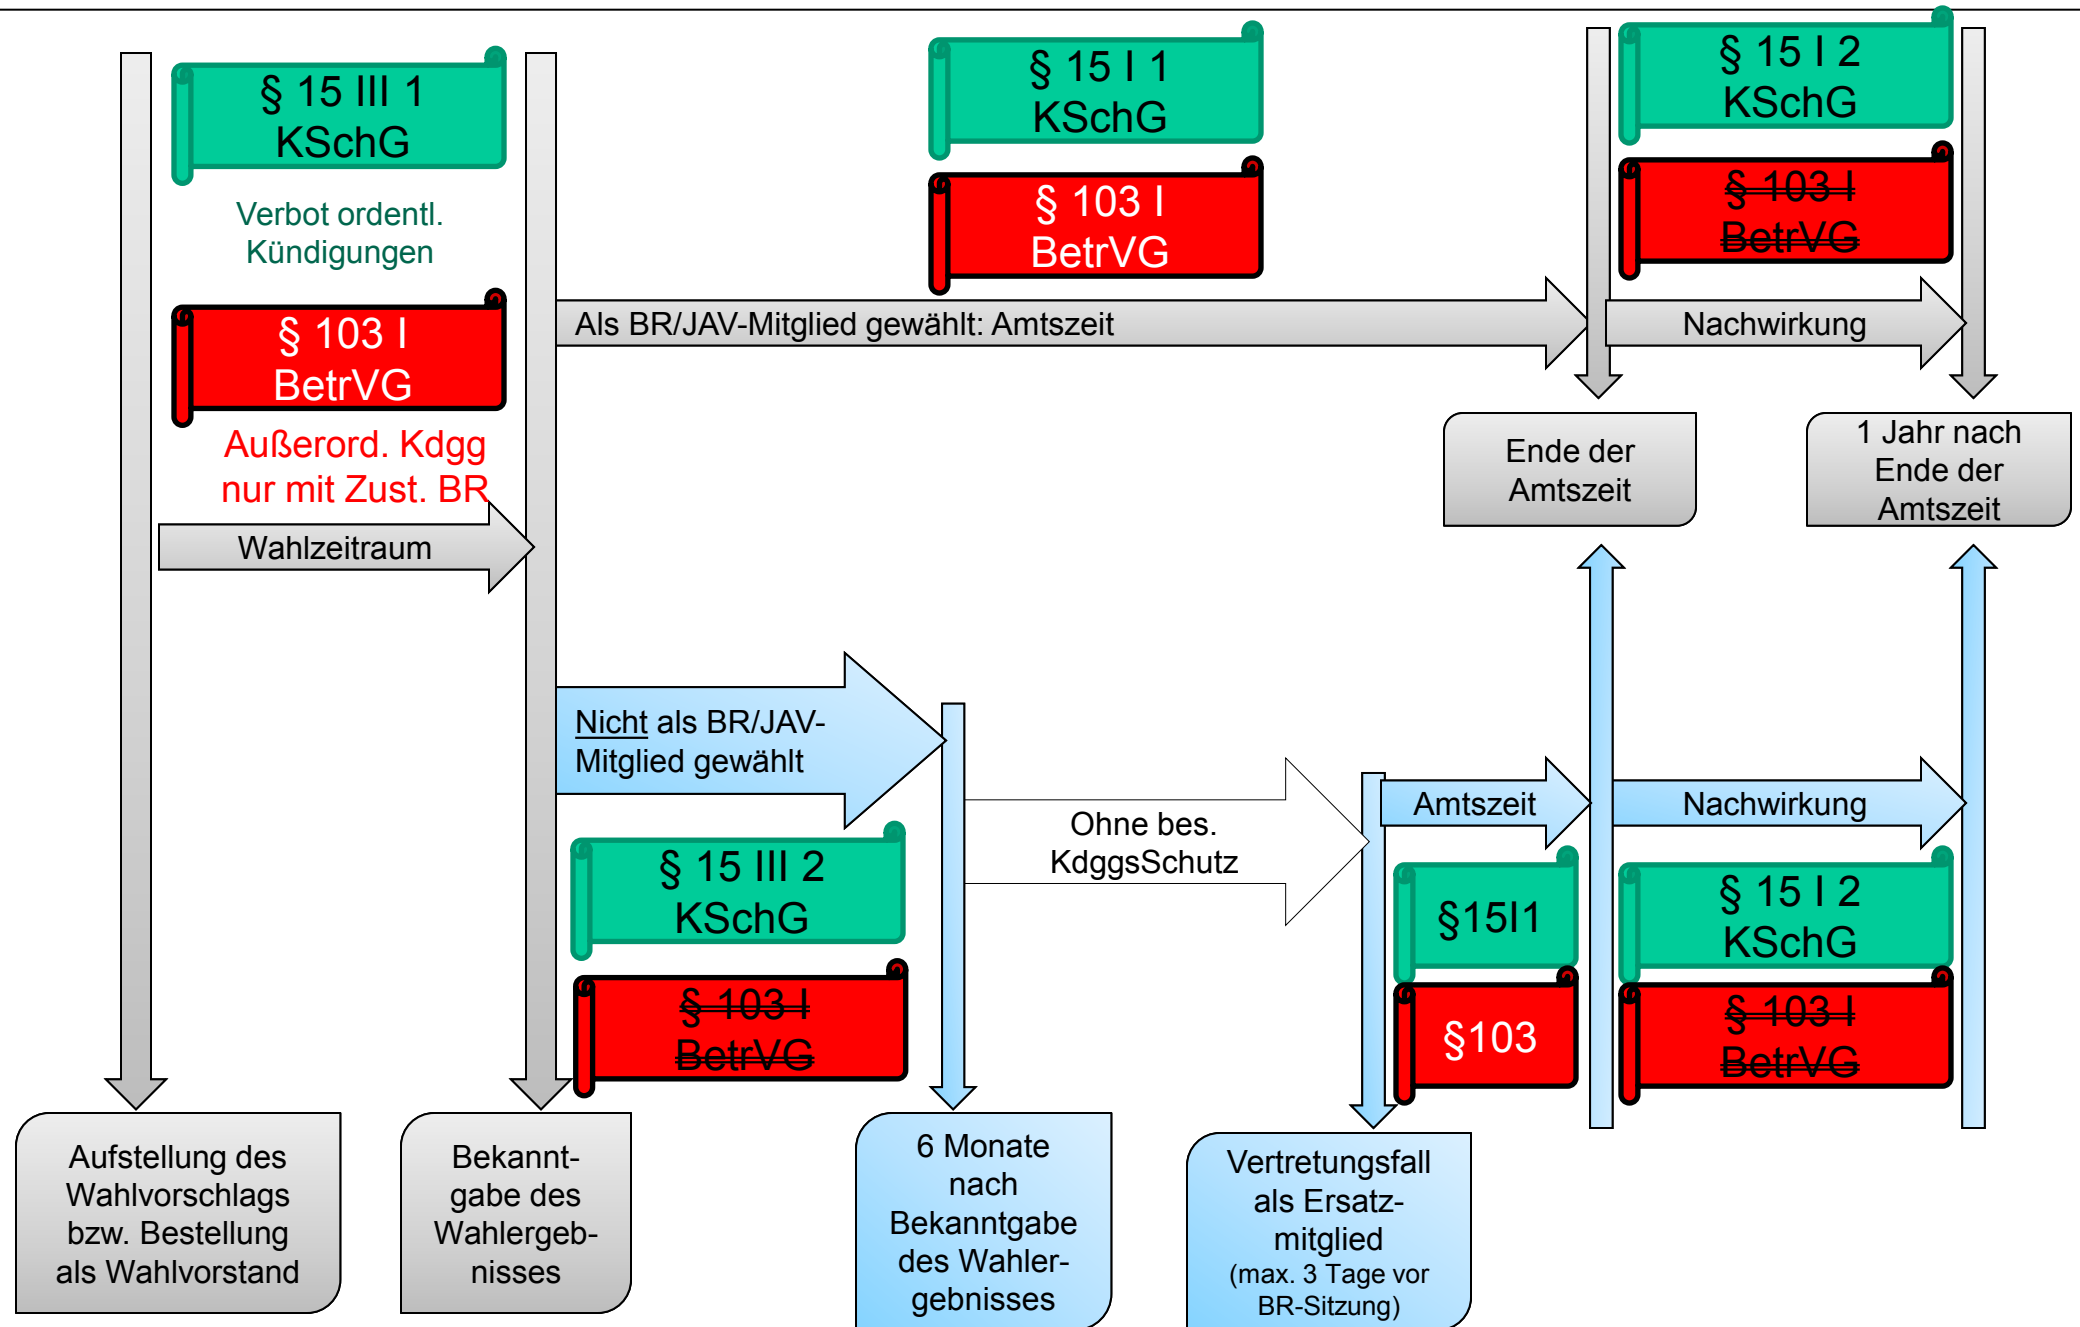 § 15 III 1
KSchG
Verbot ordentl.
Kündigungen
§ 103 I
BetrVG
Außerord. Kdgg
nur mit Zust. BR
Wahlzeitraum
§ 15 I 1
KSchG
§ 103 I
BetrVG
Als BR/JAV-Mitglied gewählt: Amtszeit
§ 15 I 2
KSchG
§ 103 I
BetrVG
Nachwirkung
Ende der
Amtszeit
1 Jahr nach
Ende der
Amtszeit
Nicht als BR/JAV-
Mitglied gewählt
§ 15 III 2
KSchG
§ 103 I
BetrVG
Ohne bes.
KdggsSchutz
Amtszeit
§15I1
§103
Nachwirkung
§ 15 I 2
KSchG
§ 103 I
BetrVG
Aufstellung des
Wahlvorschlags
bzw. Bestellung
als Wahlvorstand
Bekannt-
gabe des
Wahlergeb-
nisses
6 Monate
nach
Bekanntgabe
des Wahler-
gebnisses
Vertretungsfall
als Ersatz-
mitglied
(max. 3 Tage vor
BR-Sitzung)